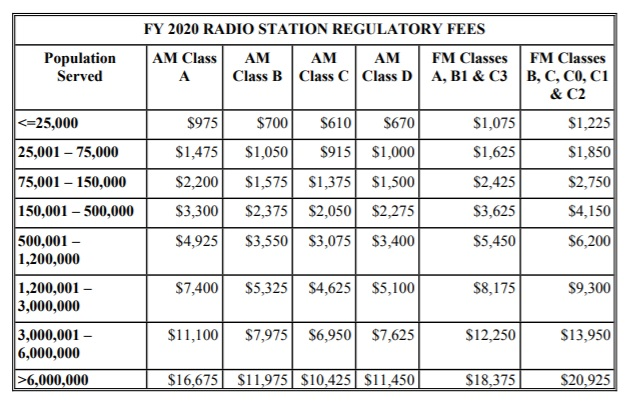 FY 2020 RADIO STATION REGULATORY FEES
Population Served AM Class A AM Class B AM Class C AM Class D FM Classes A, B1 & C3 FM Classes B, C, C0, C1 & C2
<=25,000 $975 $700 $610 $670 $1,075 $1,225
25,001 – 75,000 $1,475 $1,050 $915 $1,000 $1,625 $1,850
75,001 – 150,000 $2,200 $1,575 $1,375 $1,500 $2,425 $2,750
150,001 – 500,000 $3,300 $2,375 $2,050 $2,275 $3,625 $4,150
500,001 – 1,200,000 $4,925 $3,550 $3,075 $3,400 $5,450 $6,200
1,200,001 – 3,000,000 $7,400 $5,325 $4,625 $5,100 $8,175 $9,300
3,000,001 – 6,000,000 $11,100 $7,975 $6,950 $7,625 $12,250 $13,950
>6,000,000 $16,675 $11,975 $10,425 $11,450 $18,375 $20,925